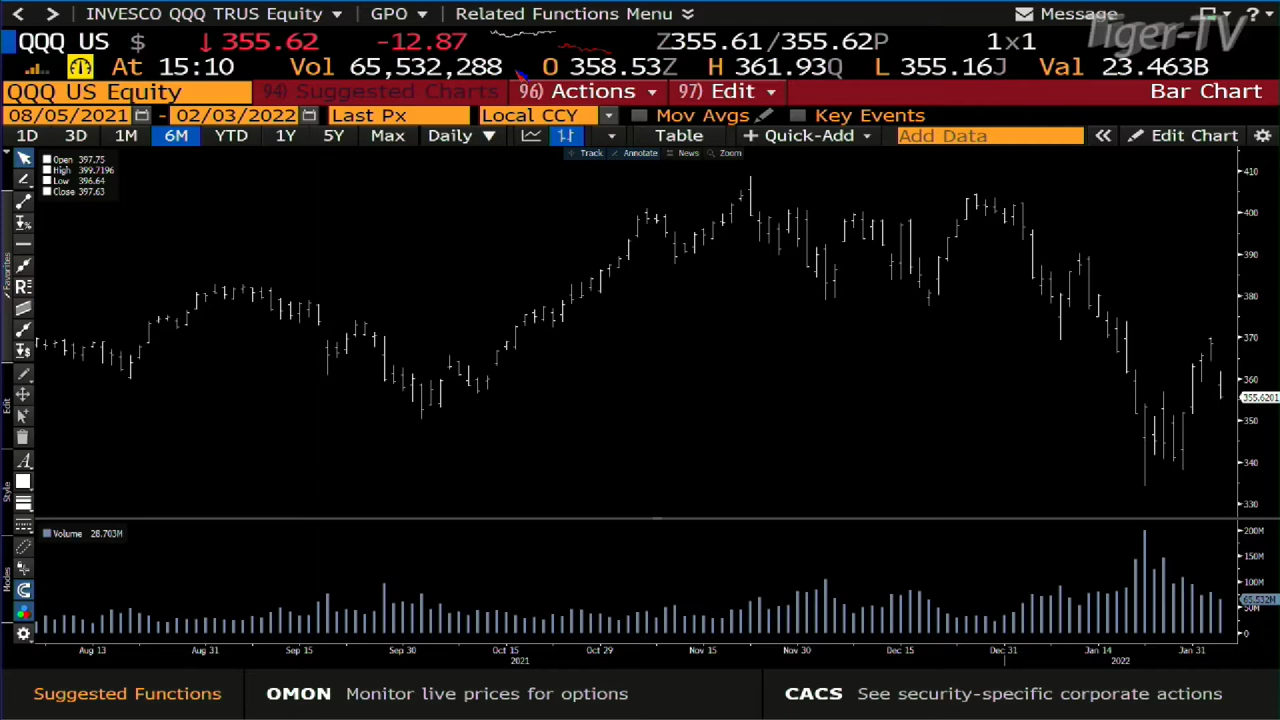 INVESCO QQQ TRUS Equity GPO Related Functions Menu Message ?
Tiger-TV
QQQ US $ ↓355.62 -12.87 Z355.61/355.62P 1x1
At 15:10 Vol 65,532,288 O 358.53Z H 361.93Q L 355.16J Val 23.463B
QQQ US Equity 94) Suggested Charts 96) Actions 97) Edit Bar Chart
08/05/2021 - 02/03/2022 Last Px Local CCY Mov Avgs Key Events
1D 3D 1M 6M YTD 1Y 5Y Max Daily ▼ Table + Quick-Add Add Data « Edit Chart
Track Annotate News Zoom
Open 397.75
High 399.7196
Low 396.64
Close 397.63
410
400
390
380
370
360
355.6201
350
340
330
Favorites
Edit
Style
Modes
Volume 28.703M
200M
150M
100M
65.532M
50M
0
Aug 13 Aug 31 Sep 15 Sep 30 Oct 15 Oct 29 Nov 15 Nov 30 Dec 15 Dec 31 Jan 14 Jan 31
2021 2022
Suggested Functions OMON Monitor live prices for options CACS See security-specific corporate actions